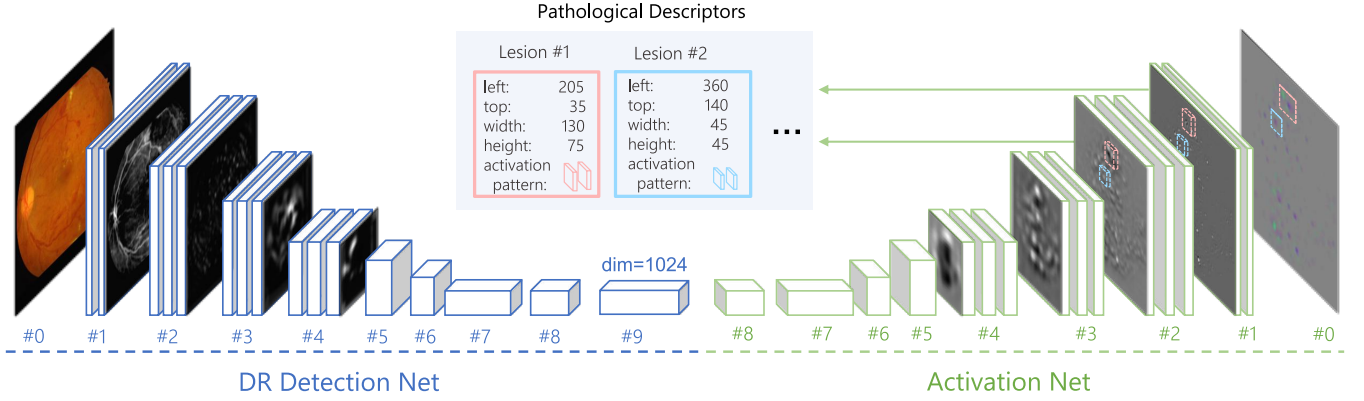 Pathological Descriptors
Lesion #1
left: 205
top: 35
width: 130
height: 75
activation
pattern:
Lesion #2
left: 360
top: 140
width: 45
height: 45
activation
pattern:
...
dim=1024
#0 #1 #2 #3 #4 #5 #6 #7 #8 #9 #8 #7 #6 #5 #4 #3 #2 #1 #0
DR Detection Net
Activation Net